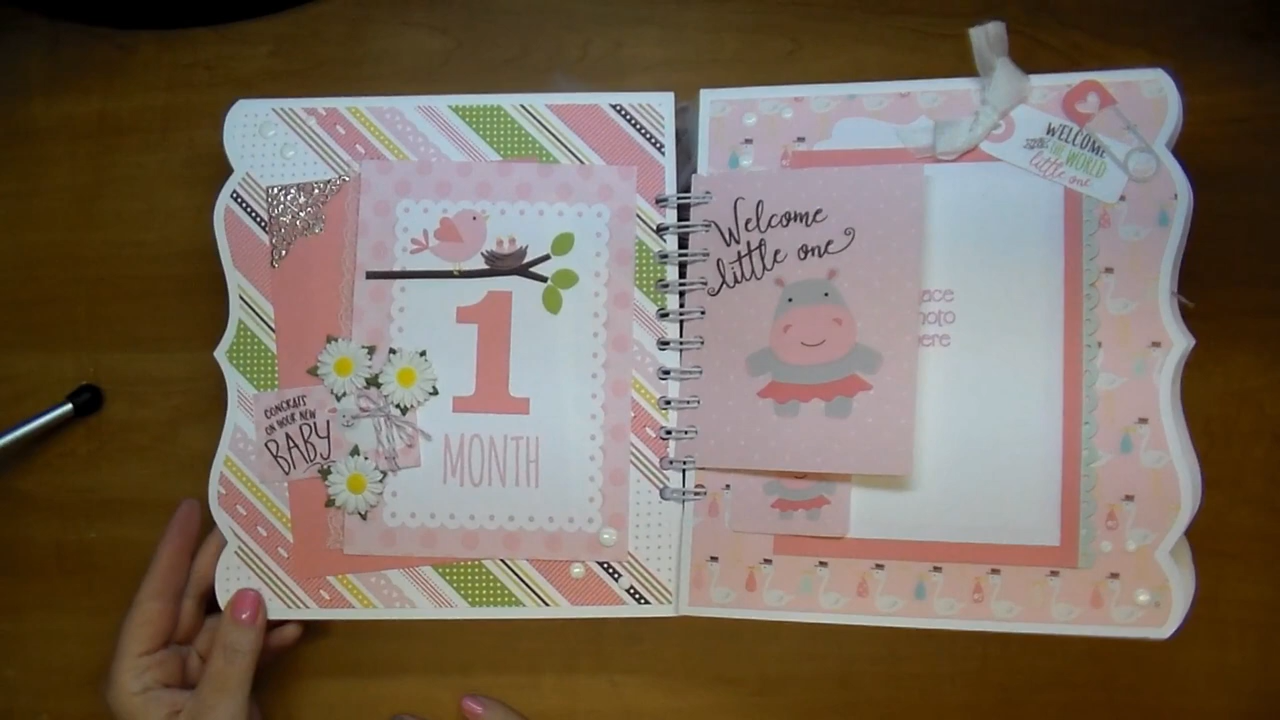 1
MONTH
CONGRATS
ON YOUR NEW
BABY
Welcome
little one
WELCOME
TO THE WORLD
little one